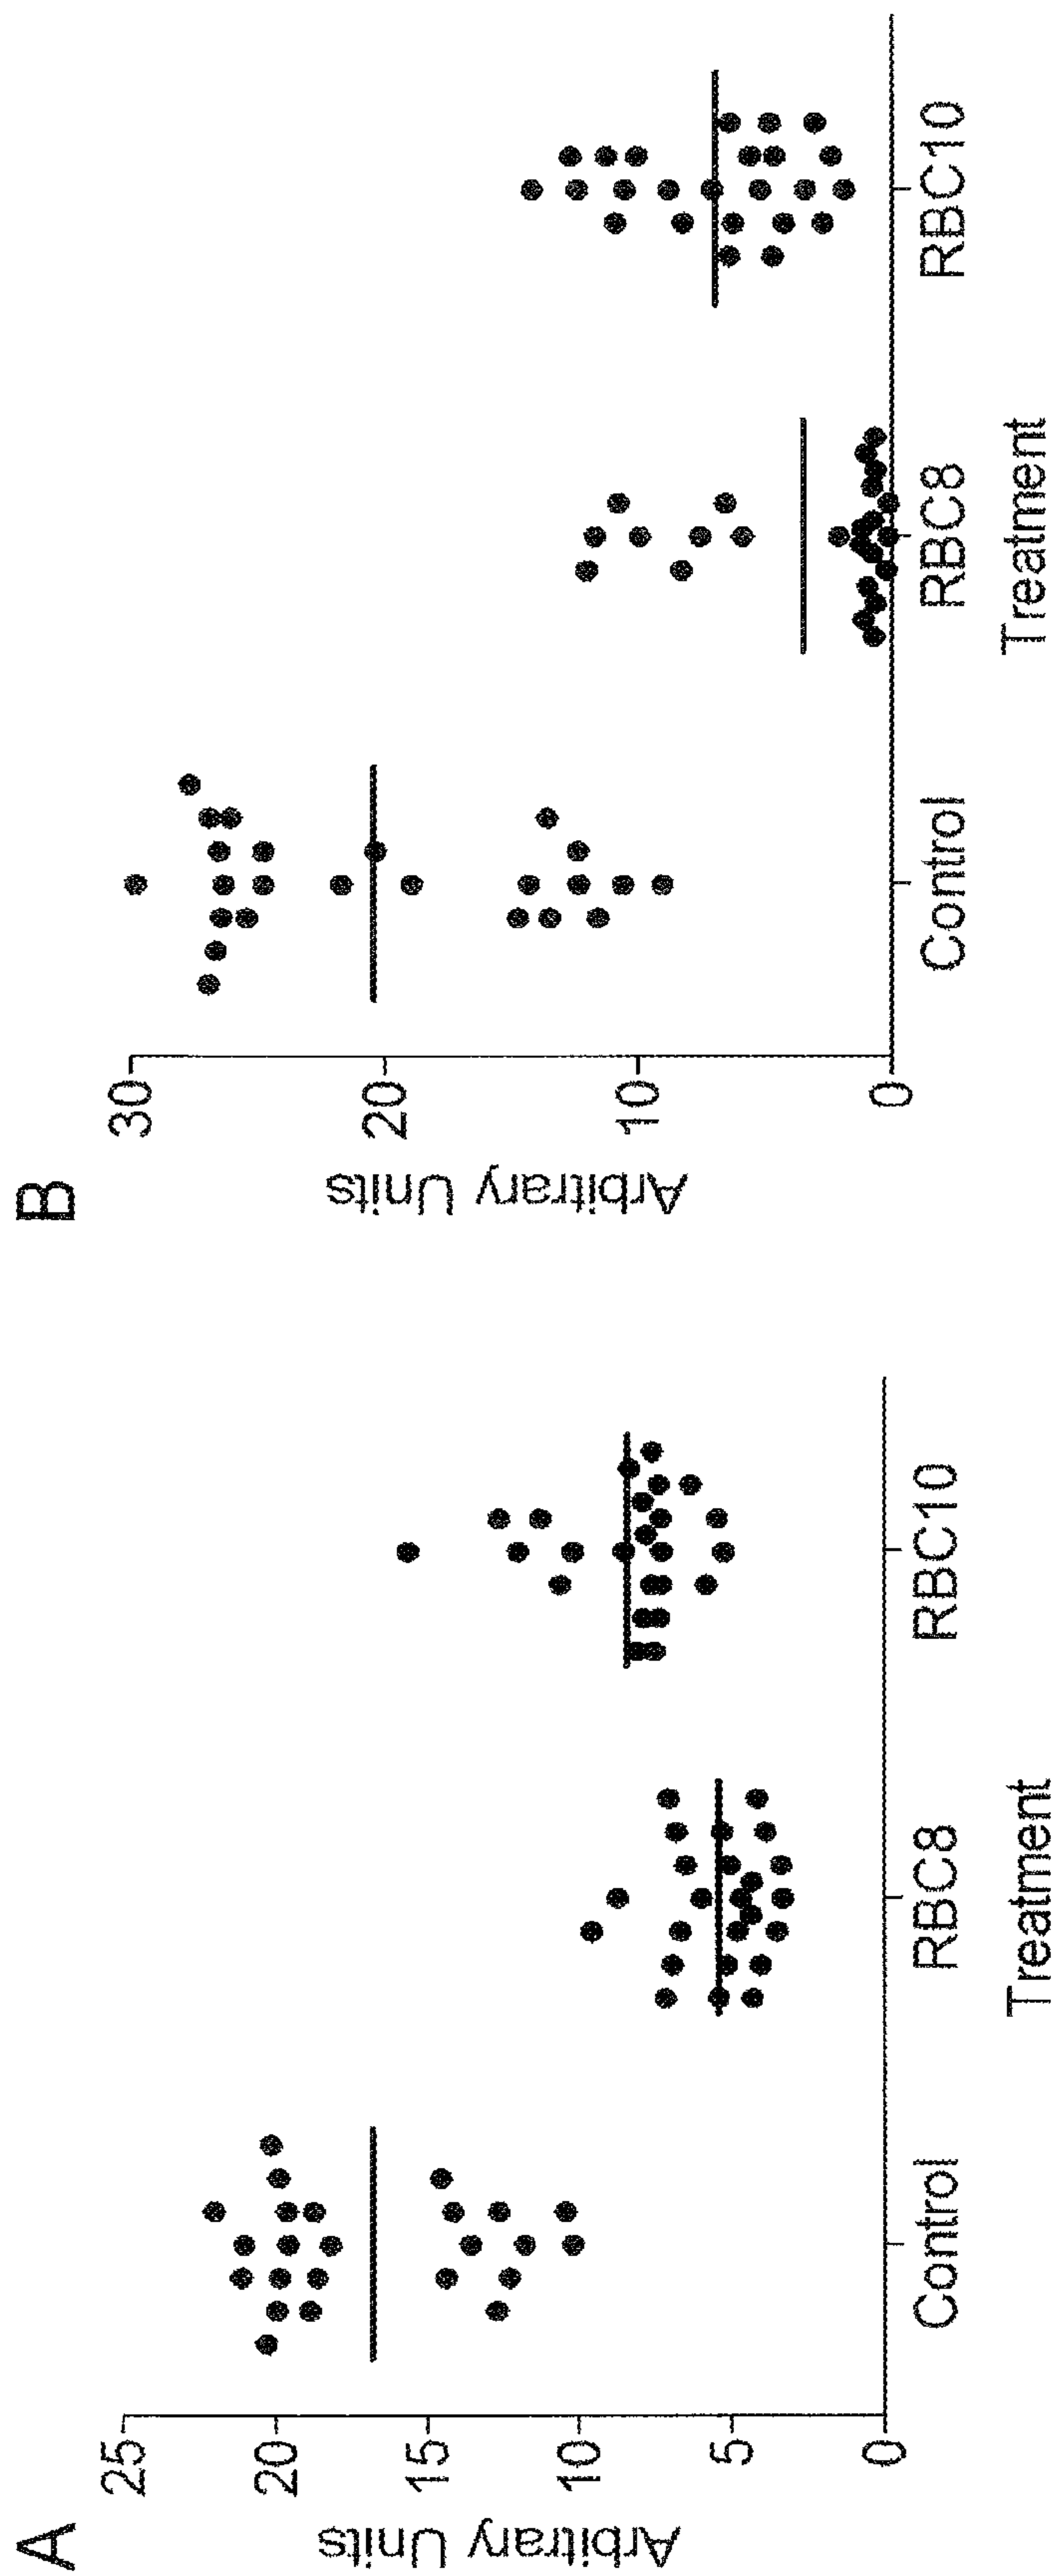 A
Arbitrary Units
25
20
15
10
5
0
Control
RBC8
RBC10
Treatment
B
Arbitrary Units
30
20
10
0
Control
RBC8
RBC10
Treatment